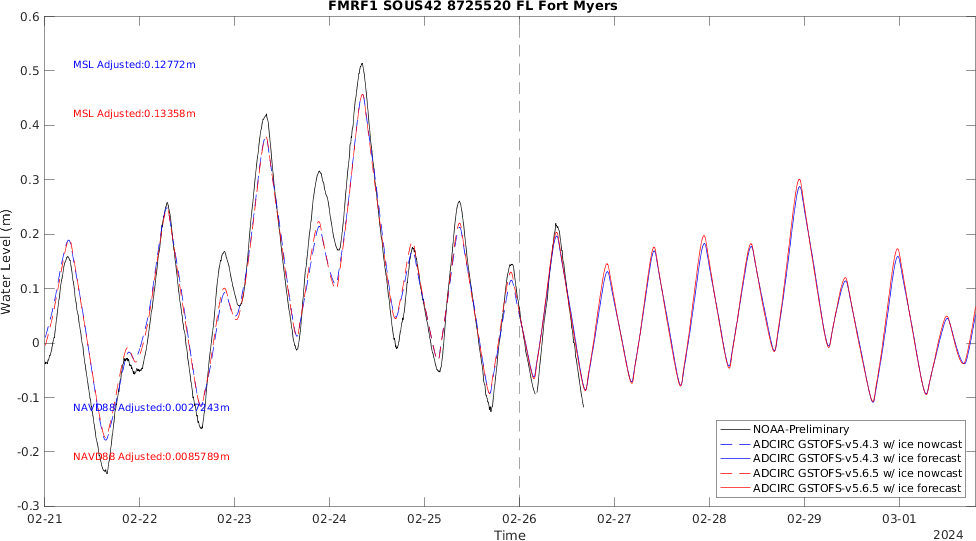 FMRF1 SOUS42 8725520 FL Fort Myers
0.6
0.5
0.4
0.3
0.2
0.1
0
-0.1
-0.2
-0.3
Water Level (m)
MSL Adjusted:0.12772m
MSL Adjusted:0.13358m
NAVD88 Adjusted:0.0027243m
NAVD88 Adjusted:0.0085789m
NOAA-Preliminary
ADCIRC GSTOFS-v5.4.3 w/ ice nowcast
ADCIRC GSTOFS-v5.4.3 w/ ice forecast
ADCIRC GSTOFS-v5.6.5 w/ ice nowcast
ADCIRC GSTOFS-v5.6.5 w/ ice forecast
02-21 02-22 02-23 02-24 02-25 02-26 02-27 02-28 02-29 03-01
Time
2024